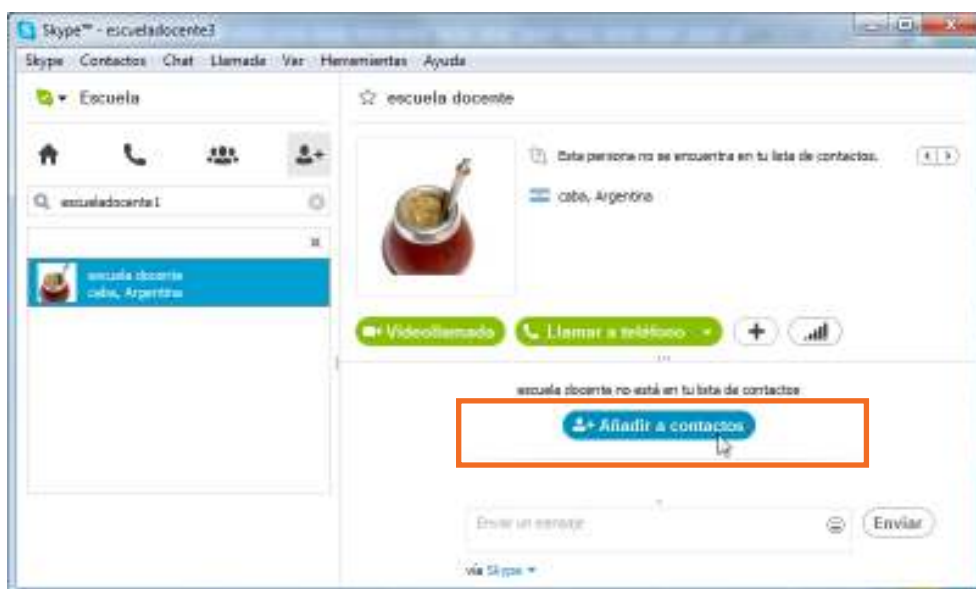 Skype™ - escueladocente3
Skype Contactos Chat Llamada Ver Herramientas Ayuda
Escuela
escuela docente
Esta persona no se encuentra en tu lista de contactos.
escueladocente1
caba, Argentina
escuela docente
caba, Argentina
Videollamada
Llamar a teléfono
escuela docente no está en tu lista de contactos
Añadir a contactos
Enviar un mensaje
Enviar
vía Skype